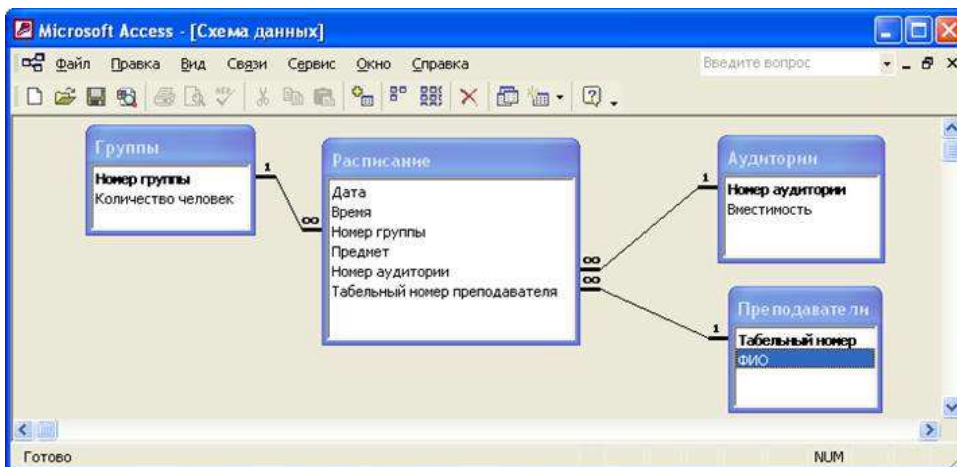 Microsoft Access - [Схема данных]
Файл Правка Вид Связи Сервис Окно Справка
Введите вопрос
Группы
Номер группы
Количество человек
1
∞
Расписание
Дата
Время
Номер группы
Предмет
Номер аудитории
Табельный номер преподавателя
∞
∞
1
Аудитории
Номер аудитории
Вместимость
1
Преподаватели
Табельный номер
ФИО
Готово
NUM